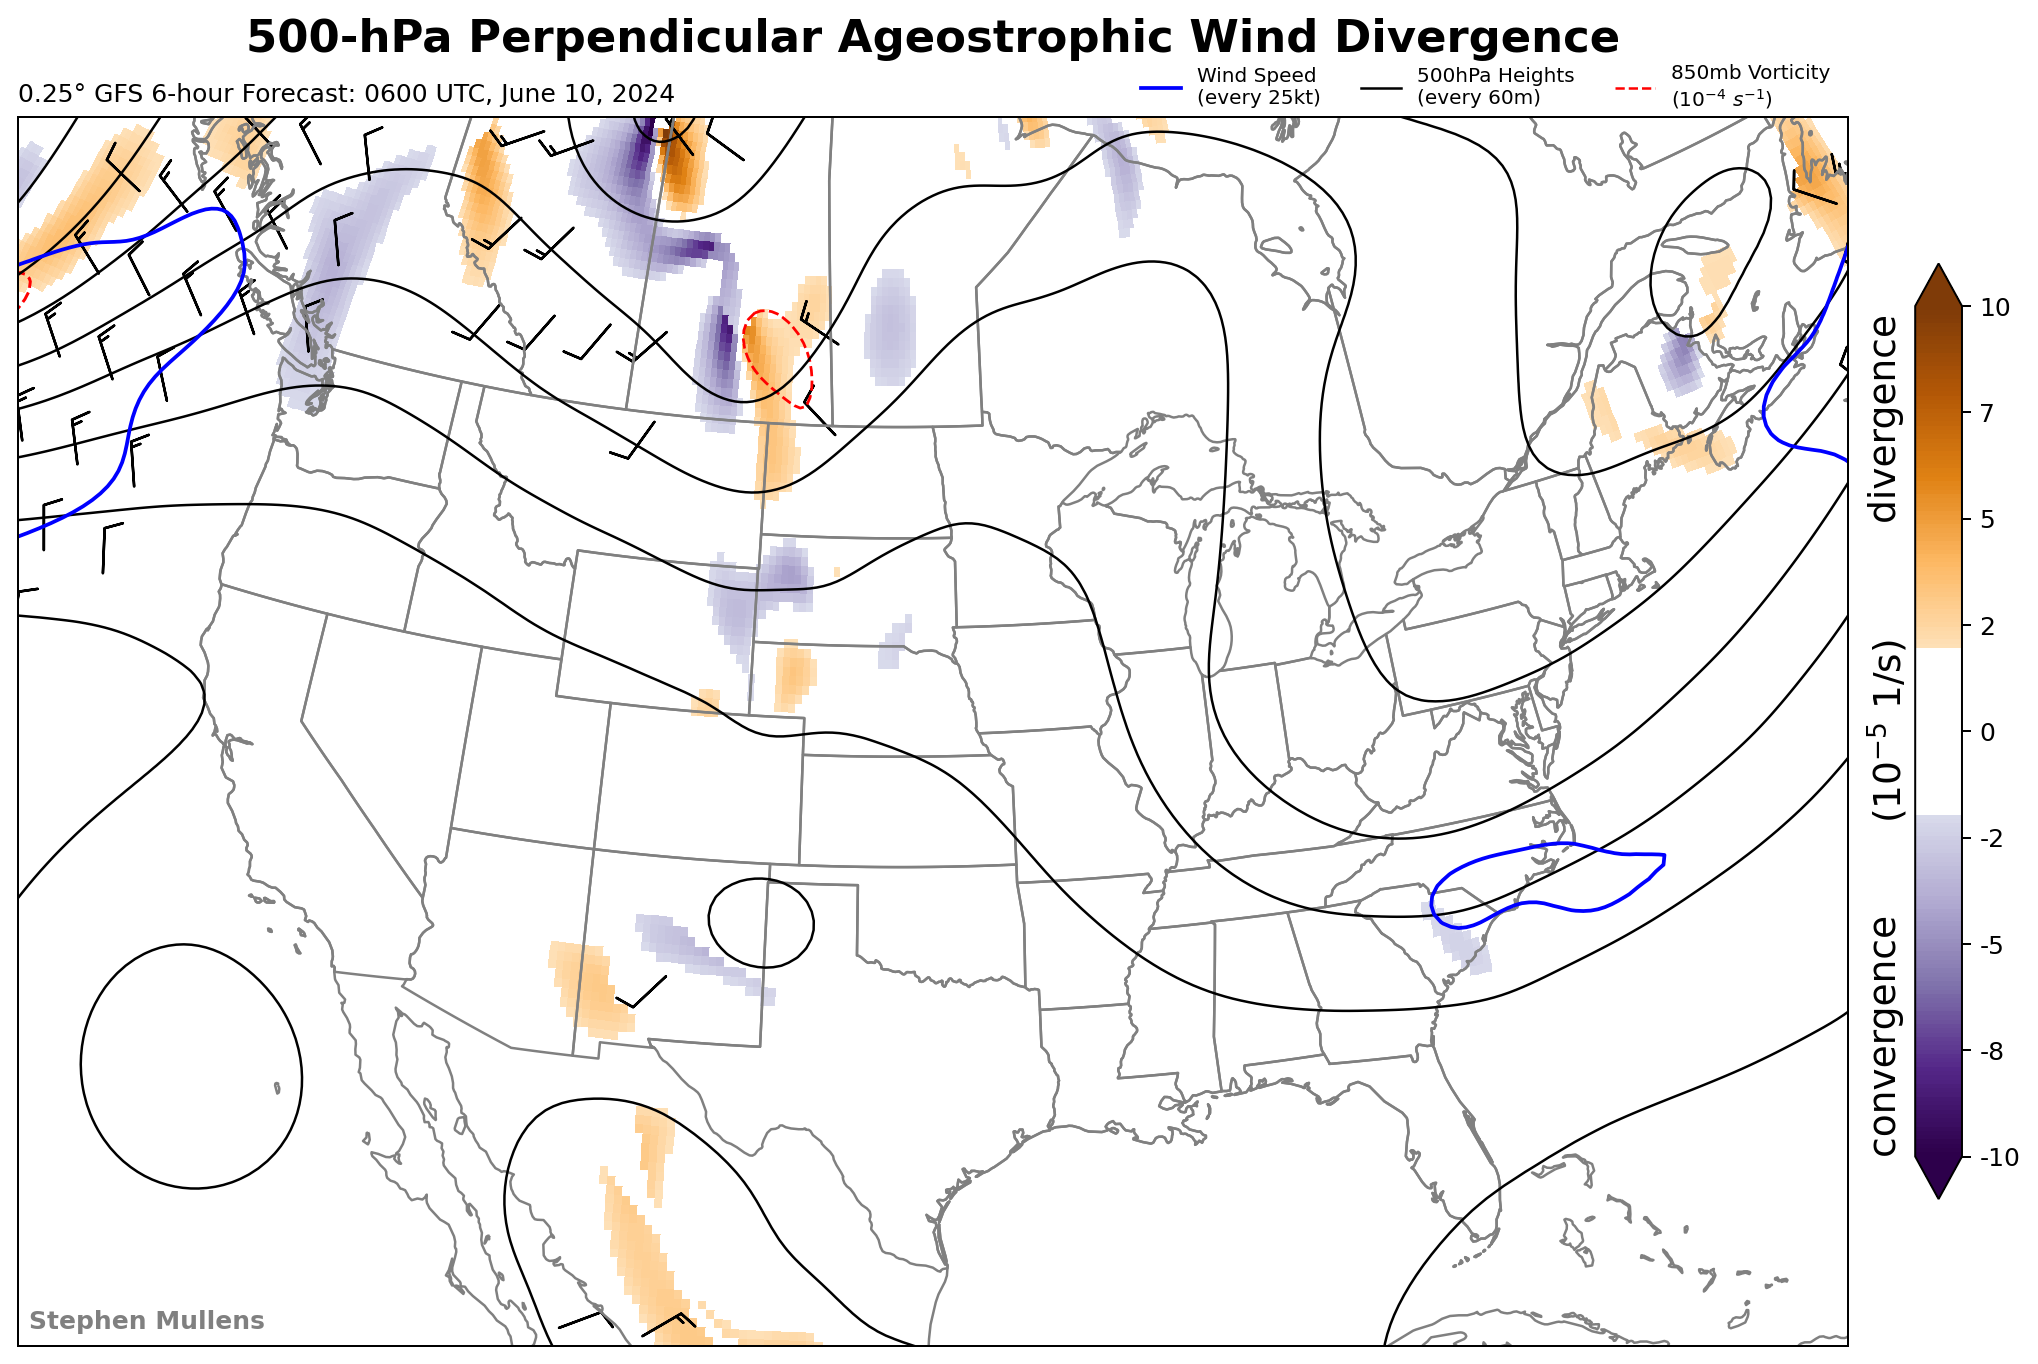 500-hPa Perpendicular Ageostrophic Wind Divergence
0.25° GFS 6-hour Forecast: 0600 UTC, June 10, 2024
Wind Speed
(every 25kt)
500hPa Heights
(every 60m)
850mb Vorticity
(10⁻⁴ s⁻¹)
10
7
5
2
0
-2
-5
-8
-10
convergence (10⁻⁵ 1/s) divergence
Stephen Mullens